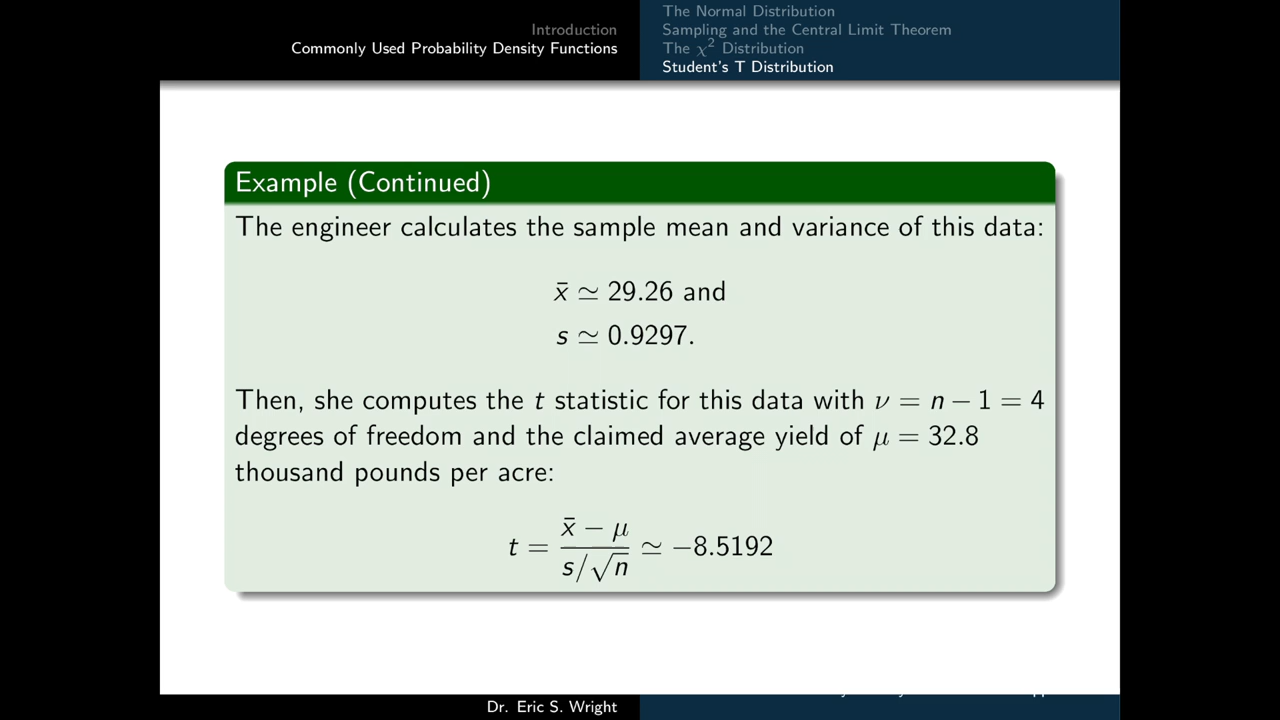 Introduction
Commonly Used Probability Density Functions
The Normal Distribution
Sampling and the Central Limit Theorem
The χ² Distribution
Student's T Distribution
Example (Continued)
The engineer calculates the sample mean and variance of this data:
x̄ ≃ 29.26 and
s ≃ 0.9297.
Then, she computes the t statistic for this data with ν = n − 1 = 4
degrees of freedom and the claimed average yield of μ = 32.8
thousand pounds per acre:
t = (x̄ − μ)/(s/√n) ≃ −8.5192
Dr. Eric S. Wright